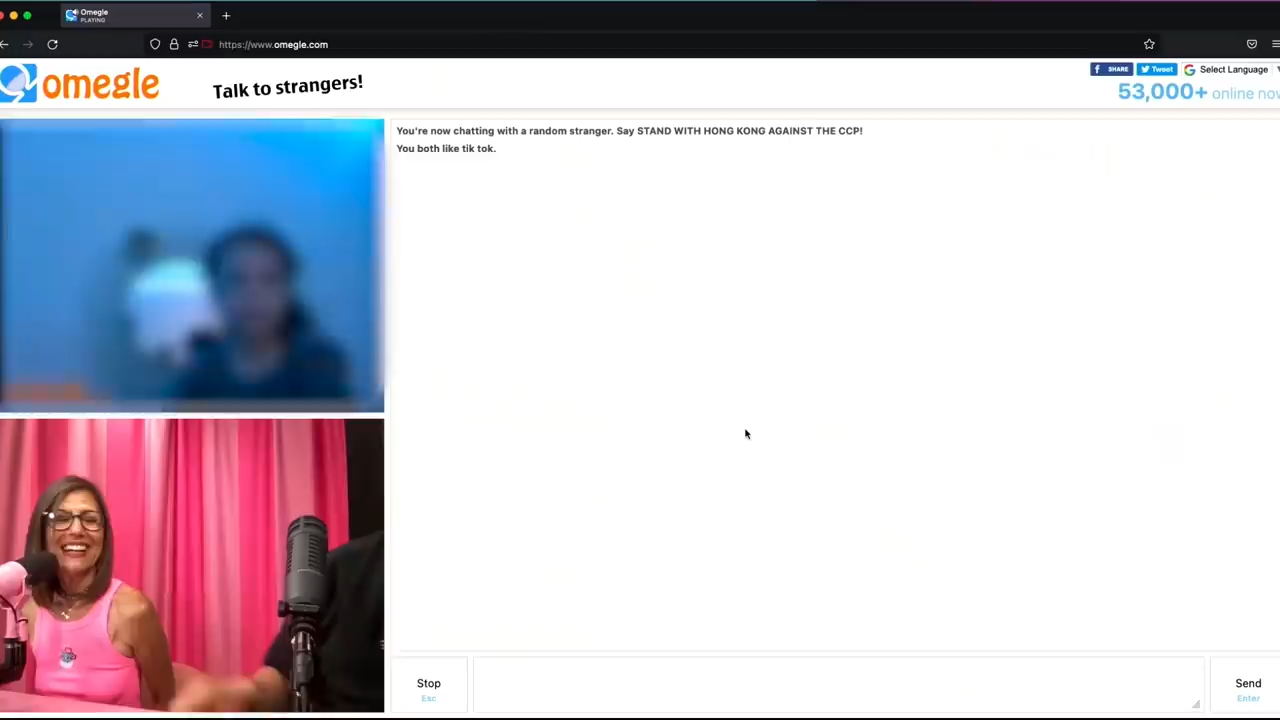 Omegle
PLAYING
https://www.omegle.com
omegle
Talk to strangers!
SHARE
Tweet
Select Language
53,000+ online now
You're now chatting with a random stranger. Say STAND WITH HONG KONG AGAINST THE CCP!
You both like tik tok.
Stop
Esc
Send
Enter